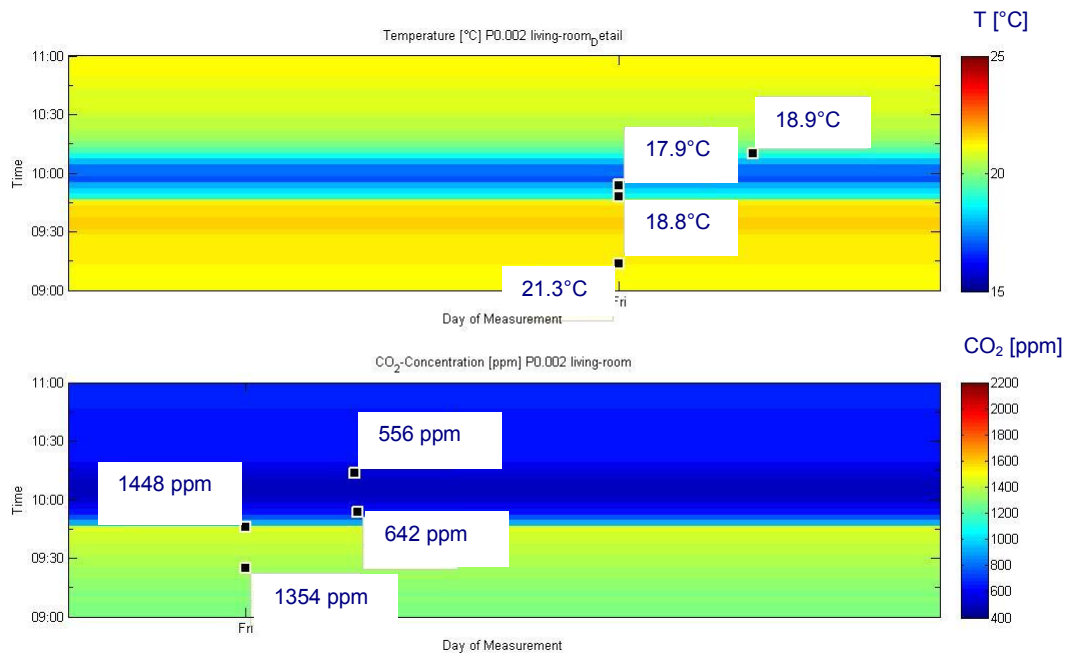 T [°C]
Temperature [°C] P0.002 living-room_Detail
11:00
10:30
10:00
09:30
09:00
Time
18.9°C
17.9°C
18.8°C
21.3°C
Fri
Day of Measurement
25
20
15
CO₂ [ppm]
CO₂-Concentration [ppm] P0.002 living-room
11:00
10:30
10:00
09:30
09:00
Time
556 ppm
1448 ppm
642 ppm
1354 ppm
Fri
Day of Measurement
2200
2000
1800
1600
1400
1200
1000
800
600
400